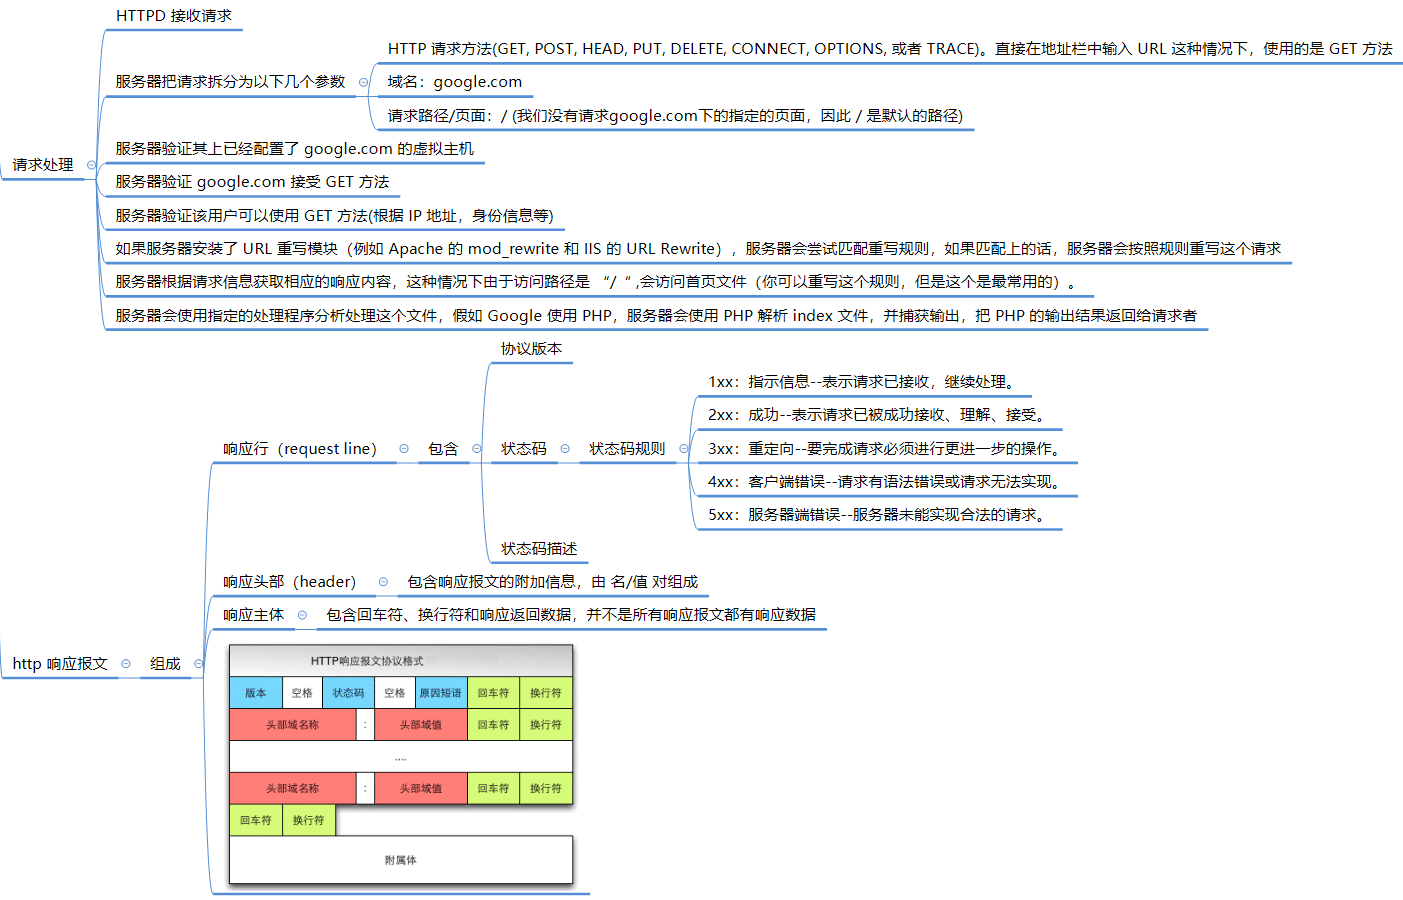 HTTPD 接收请求
HTTP 请求方法(GET, POST, HEAD, PUT, DELETE, CONNECT, OPTIONS, 或者 TRACE)。直接在地址栏中输入 URL 这种情况下，使用的是 GET 方法
服务器把请求拆分为以下几个参数
域名：google.com
请求路径/页面：/ (我们没有请求google.com下的指定的页面，因此 / 是默认的路径)
请求处理
服务器验证其上已经配置了 google.com 的虚拟主机
服务器验证 google.com 接受 GET 方法
服务器验证该用户可以使用 GET 方法(根据 IP 地址，身份信息等)
如果服务器安装了 URL 重写模块（例如 Apache 的 mod_rewrite 和 IIS 的 URL Rewrite），服务器会尝试匹配重写规则，如果匹配上的话，服务器会按照规则重写这个请求
服务器根据请求信息获取相应的响应内容，这种情况下由于访问路径是 “/“ ,会访问首页文件（你可以重写这个规则，但是这个是最常用的）。
服务器会使用指定的处理程序分析处理这个文件，假如 Google 使用 PHP，服务器会使用 PHP 解析 index 文件，并捕获输出，把 PHP 的输出结果返回给请求者
http 响应报文
组成
响应行（request line）
包含
协议版本
状态码
状态码规则
1xx：指示信息--表示请求已接收，继续处理。
2xx：成功--表示请求已被成功接收、理解、接受。
3xx：重定向--要完成请求必须进行更进一步的操作。
4xx：客户端错误--请求有语法错误或请求无法实现。
5xx：服务器端错误--服务器未能实现合法的请求。
状态码描述
响应头部（header）
包含响应报文的附加信息，由 名/值 对组成
响应主体
包含回车符、换行符和响应返回数据，并不是所有响应报文都有响应数据
HTTP响应报文协议格式
版本 空格 状态码 空格 原因短语 回车符 换行符
头部域名称 : 头部域值 回车符 换行符
....
头部域名称 : 头部域值 回车符 换行符
回车符 换行符
附属体